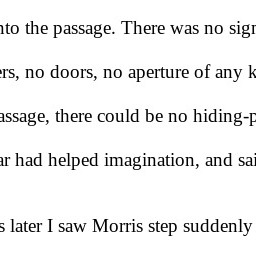 nto the passage. There was no sign
ers, no doors, no aperture of any k
assage, there could be no hiding-p
ar had helped imagination, and sai
s later I saw Morris step suddenly